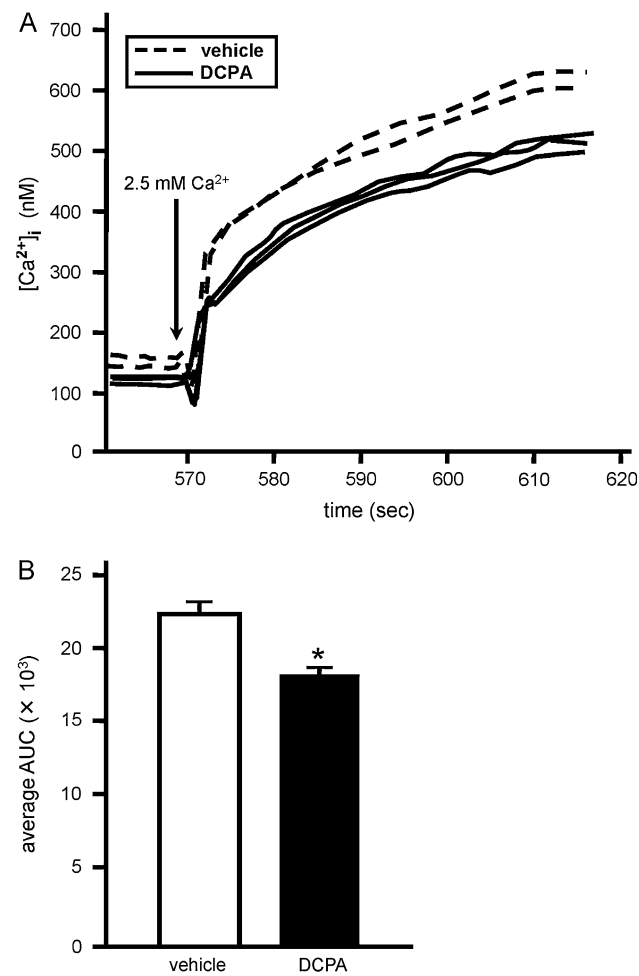 A
700
600
500
400
300
200
100
0
[Ca²⁺]ᵢ (nM)
vehicle
DCPA
2.5 mM Ca²⁺
570 580 590 600 610 620
time (sec)
B
25
20
15
10
5
0
average AUC (× 10³)
*
vehicle DCPA